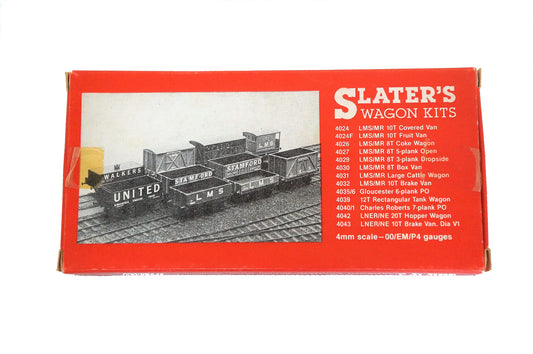 SLATER'S
WAGON KITS
4024 LMS/MR 10T Covered Van
4024F LMS/MR 10T Fruit Van
4026 LMS/MR 8T Coke Wagon
4027 LMS/MR 8T 5-plank Open
4029 LMS/MR 8T 3-plank Dropside
4030 LMS/MR 8T Box Van
4031 LMS/MR Large Cattle Wagon
4032 LMS/MR 10T Brake Van
4035/6 Gloucester 6-plank PO
4039 12T Rectangular Tank Wagon
4040/1 Charles Roberts 7-plank PO
4042 LNER/NE 20T Hopper Wagon
4043 LNER/NE 10T Brake Van. Dia V1
4mm scale-00/EM/P4 gauges
WALKERS
UNITED
STAMFORD
LMS
LMS
STAMFORD
LMS